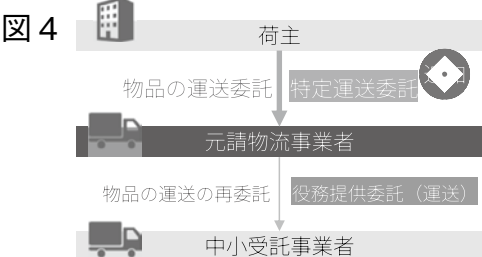 図４
荷主
物品の運送委託 特定運送委託
元請物流事業者
物品の運送の再委託 役務提供委託（運送）
中小受託事業者